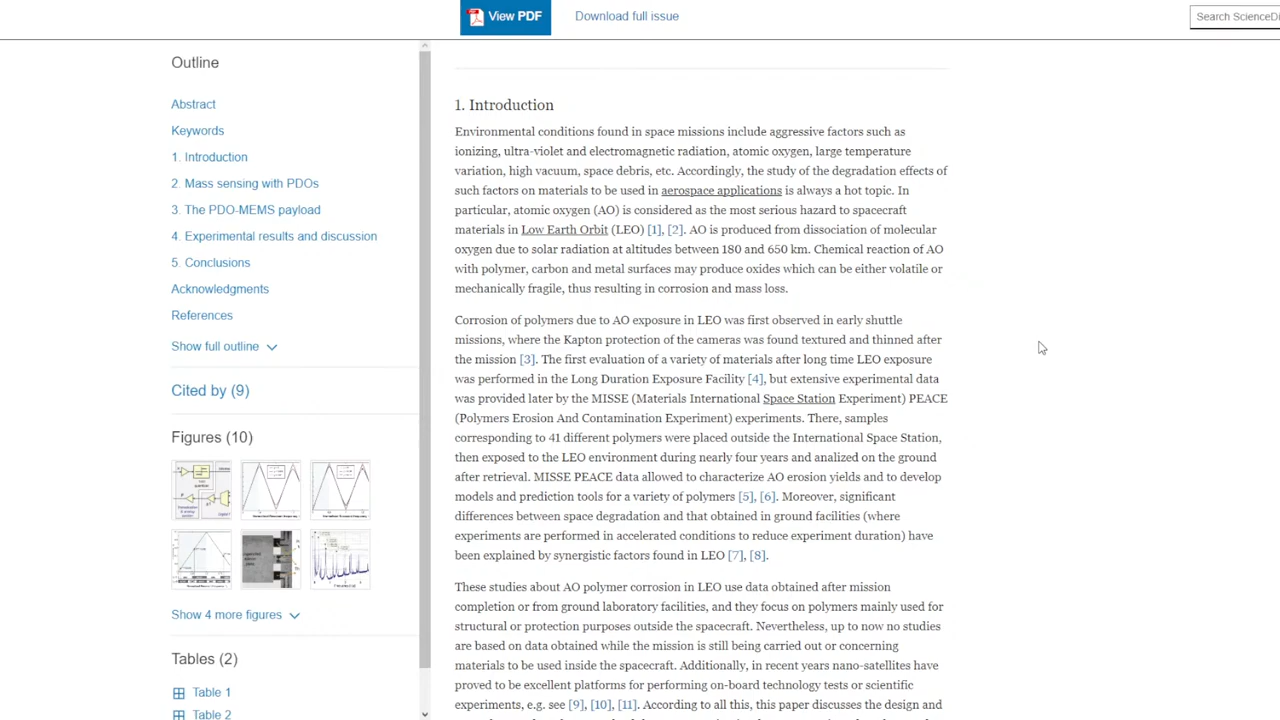 View PDF
Download full issue
Search ScienceDi
Outline
Abstract
Keywords
1. Introduction
2. Mass sensing with PDOs
3. The PDO-MEMS payload
4. Experimental results and discussion
5. Conclusions
Acknowledgments
References
Show full outline
Cited by (9)
Figures (10)
Show 4 more figures
Tables (2)
Table 1
Table 2
1. Introduction
Environmental conditions found in space missions include aggressive factors such as
ionizing, ultra-violet and electromagnetic radiation, atomic oxygen, large temperature
variation, high vacuum, space debris, etc. Accordingly, the study of the degradation effects of
such factors on materials to be used in aerospace applications is always a hot topic. In
particular, atomic oxygen (AO) is considered as the most serious hazard to spacecraft
materials in Low Earth Orbit (LEO) [1], [2]. AO is produced from dissociation of molecular
oxygen due to solar radiation at altitudes between 180 and 650 km. Chemical reaction of AO
with polymer, carbon and metal surfaces may produce oxides which can be either volatile or
mechanically fragile, thus resulting in corrosion and mass loss.
Corrosion of polymers due to AO exposure in LEO was first observed in early shuttle
missions, where the Kapton protection of the cameras was found textured and thinned after
the mission [3]. The first evaluation of a variety of materials after long time LEO exposure
was performed in the Long Duration Exposure Facility [4], but extensive experimental data
was provided later by the MISSE (Materials International Space Station Experiment) PEACE
(Polymers Erosion And Contamination Experiment) experiments. There, samples
corresponding to 41 different polymers were placed outside the International Space Station,
then exposed to the LEO environment during nearly four years and analized on the ground
after retrieval. MISSE PEACE data allowed to characterize AO erosion yields and to develop
models and prediction tools for a variety of polymers [5], [6]. Moreover, significant
differences between space degradation and that obtained in ground facilities (where
experiments are performed in accelerated conditions to reduce experiment duration) have
been explained by synergistic factors found in LEO [7], [8].
These studies about AO polymer corrosion in LEO use data obtained after mission
completion or from ground laboratory facilities, and they focus on polymers mainly used for
structural or protection purposes outside the spacecraft. Nevertheless, up to now no studies
are based on data obtained while the mission is still being carried out or concerning
materials to be used inside the spacecraft. Additionally, in recent years nano-satellites have
proved to be excellent platforms for performing on-board technology tests or scientific
experiments, e.g. see [9], [10], [11]. According to all this, this paper discusses the design and